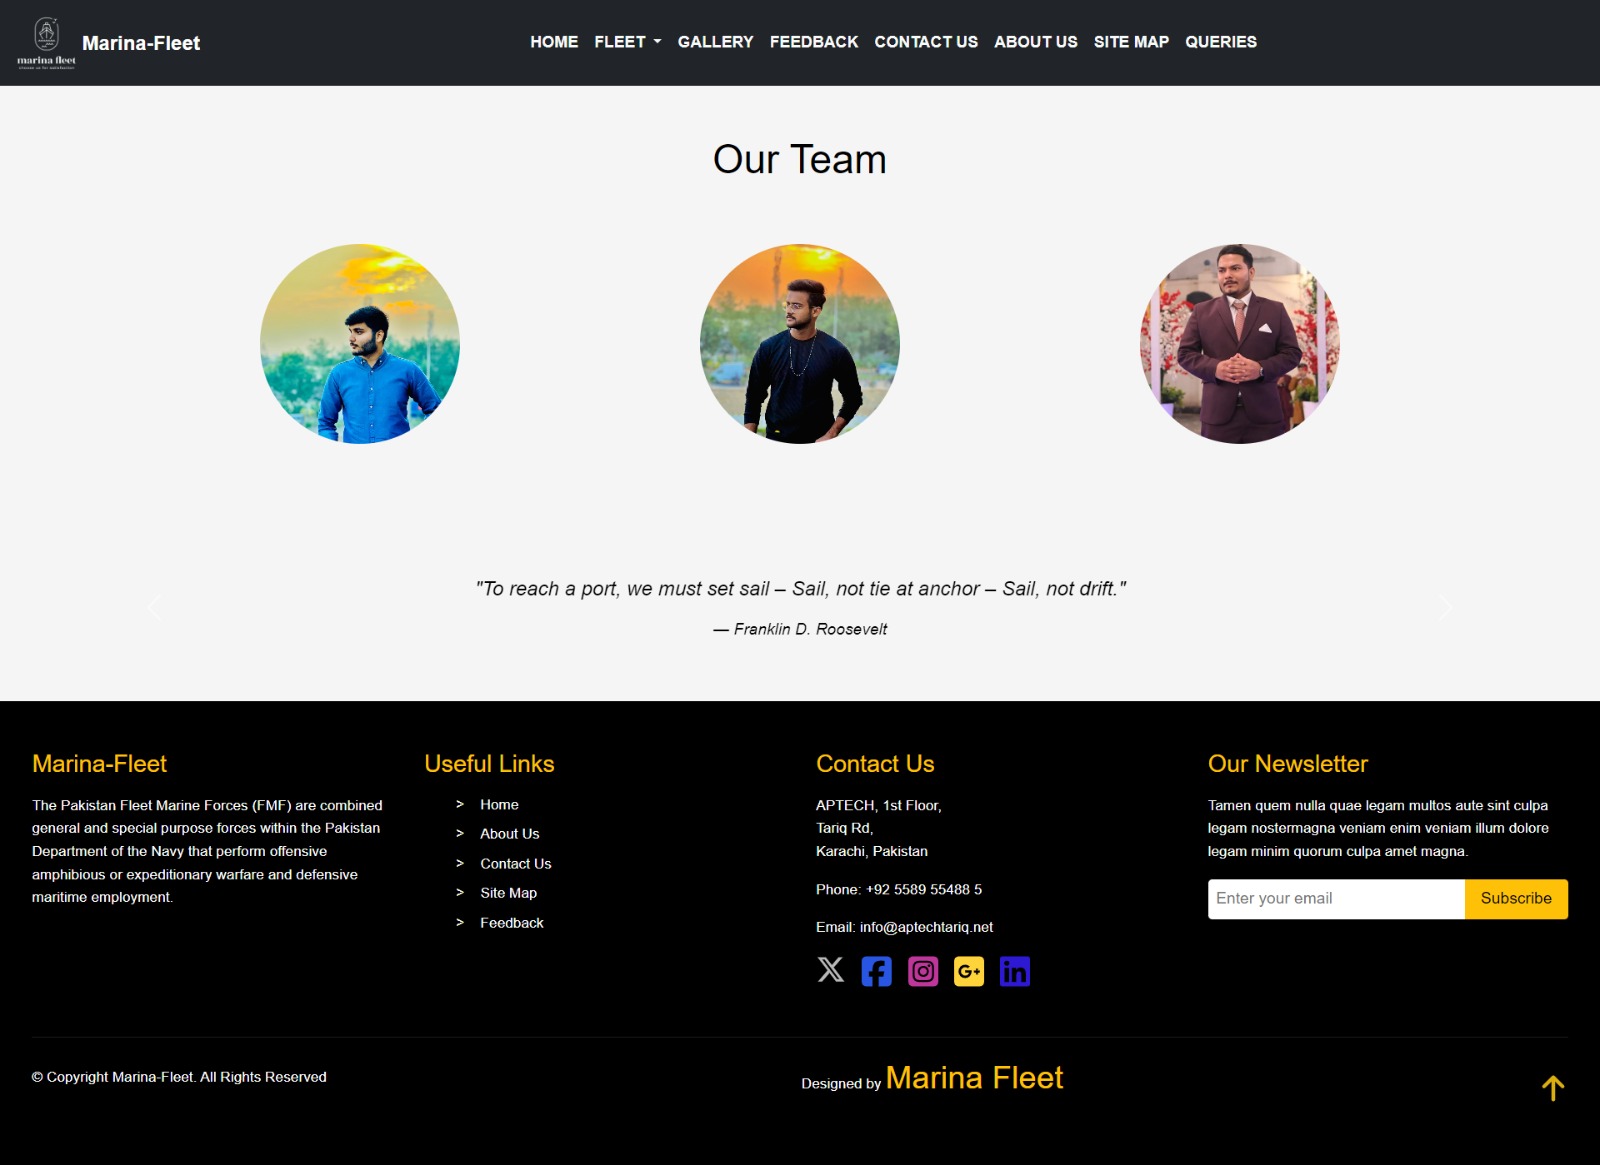 marina fleet
Marina-Fleet
HOME FLEET GALLERY FEEDBACK CONTACT US ABOUT US SITE MAP QUERIES
Our Team
"To reach a port, we must set sail – Sail, not tie at anchor – Sail, not drift."
— Franklin D. Roosevelt
Marina-Fleet
The Pakistan Fleet Marine Forces (FMF) are combined
general and special purpose forces within the Pakistan
Department of the Navy that perform offensive
amphibious or expeditionary warfare and defensive
maritime employment.
Useful Links
> Home
> About Us
> Contact Us
> Site Map
> Feedback
Contact Us
APTECH, 1st Floor,
Tariq Rd,
Karachi, Pakistan
Phone: +92 5589 55488 5
Email: info@aptechtariq.net
Our Newsletter
Tamen quem nulla quae legam multos aute sint culpa
legam nostermagna veniam enim veniam illum dolore
legam minim quorum culpa amet magna.
Enter your email Subscribe
© Copyright Marina-Fleet. All Rights Reserved
Designed by Marina Fleet